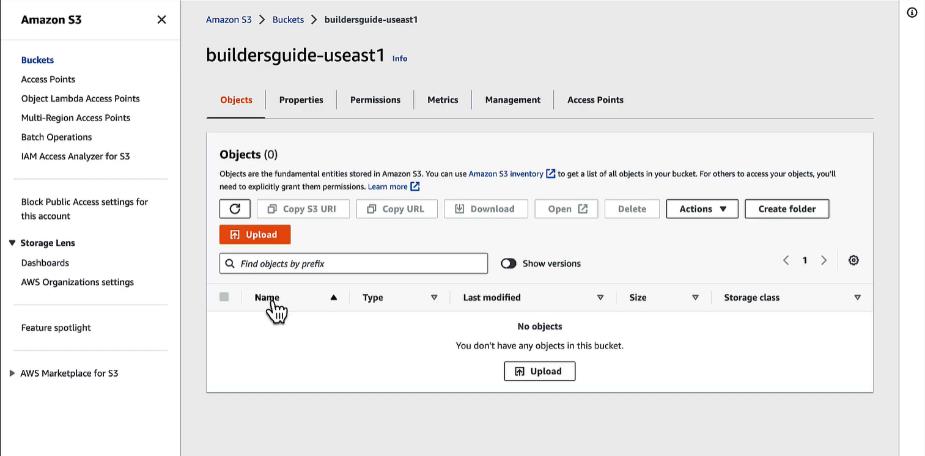 Amazon S3
Amazon S3 > Buckets > buildersguide-useast1
buildersguide-useast1 Info
Buckets
Access Points
Object Lambda Access Points
Multi-Region Access Points
Batch Operations
IAM Access Analyzer for S3
Block Public Access settings for
this account
Storage Lens
Dashboards
AWS Organizations settings
Feature spotlight
AWS Marketplace for S3
Objects Properties Permissions Metrics Management Access Points
Objects (0)
Objects are the fundamental entities stored in Amazon S3. You can use Amazon S3 inventory to get a list of all objects in your bucket. For others to access your objects, you'll
need to explicitly grant them permissions. Learn more
Copy S3 URI Copy URL Download Open Delete Actions Create folder
Upload
Find objects by prefix Show versions 1
Name Type Last modified Size Storage class
No objects
You don't have any objects in this bucket.
Upload